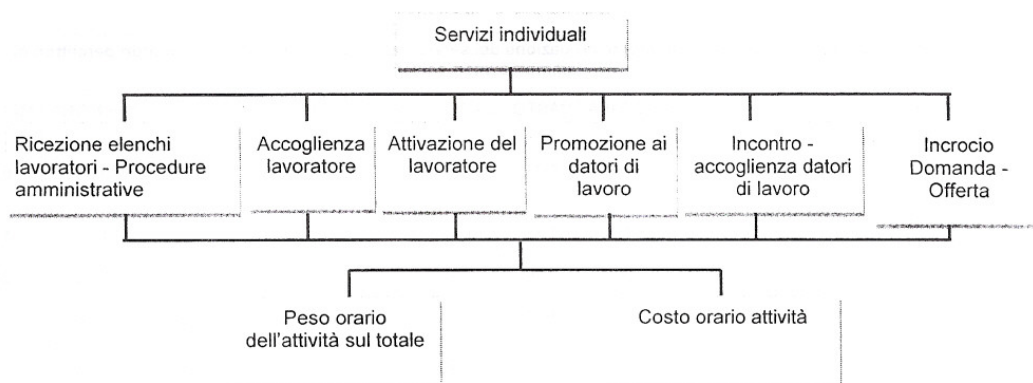 Servizi individuali
Ricezione elenchi
lavoratori - Procedure
amministrative
Accoglienza
lavoratore
Attivazione del
lavoratore
Promozione ai
datori di
lavoro
Incontro -
accoglienza datori
di lavoro
Incrocio
Domanda -
Offerta
Peso orario
dell'attività sul totale
Costo orario attività